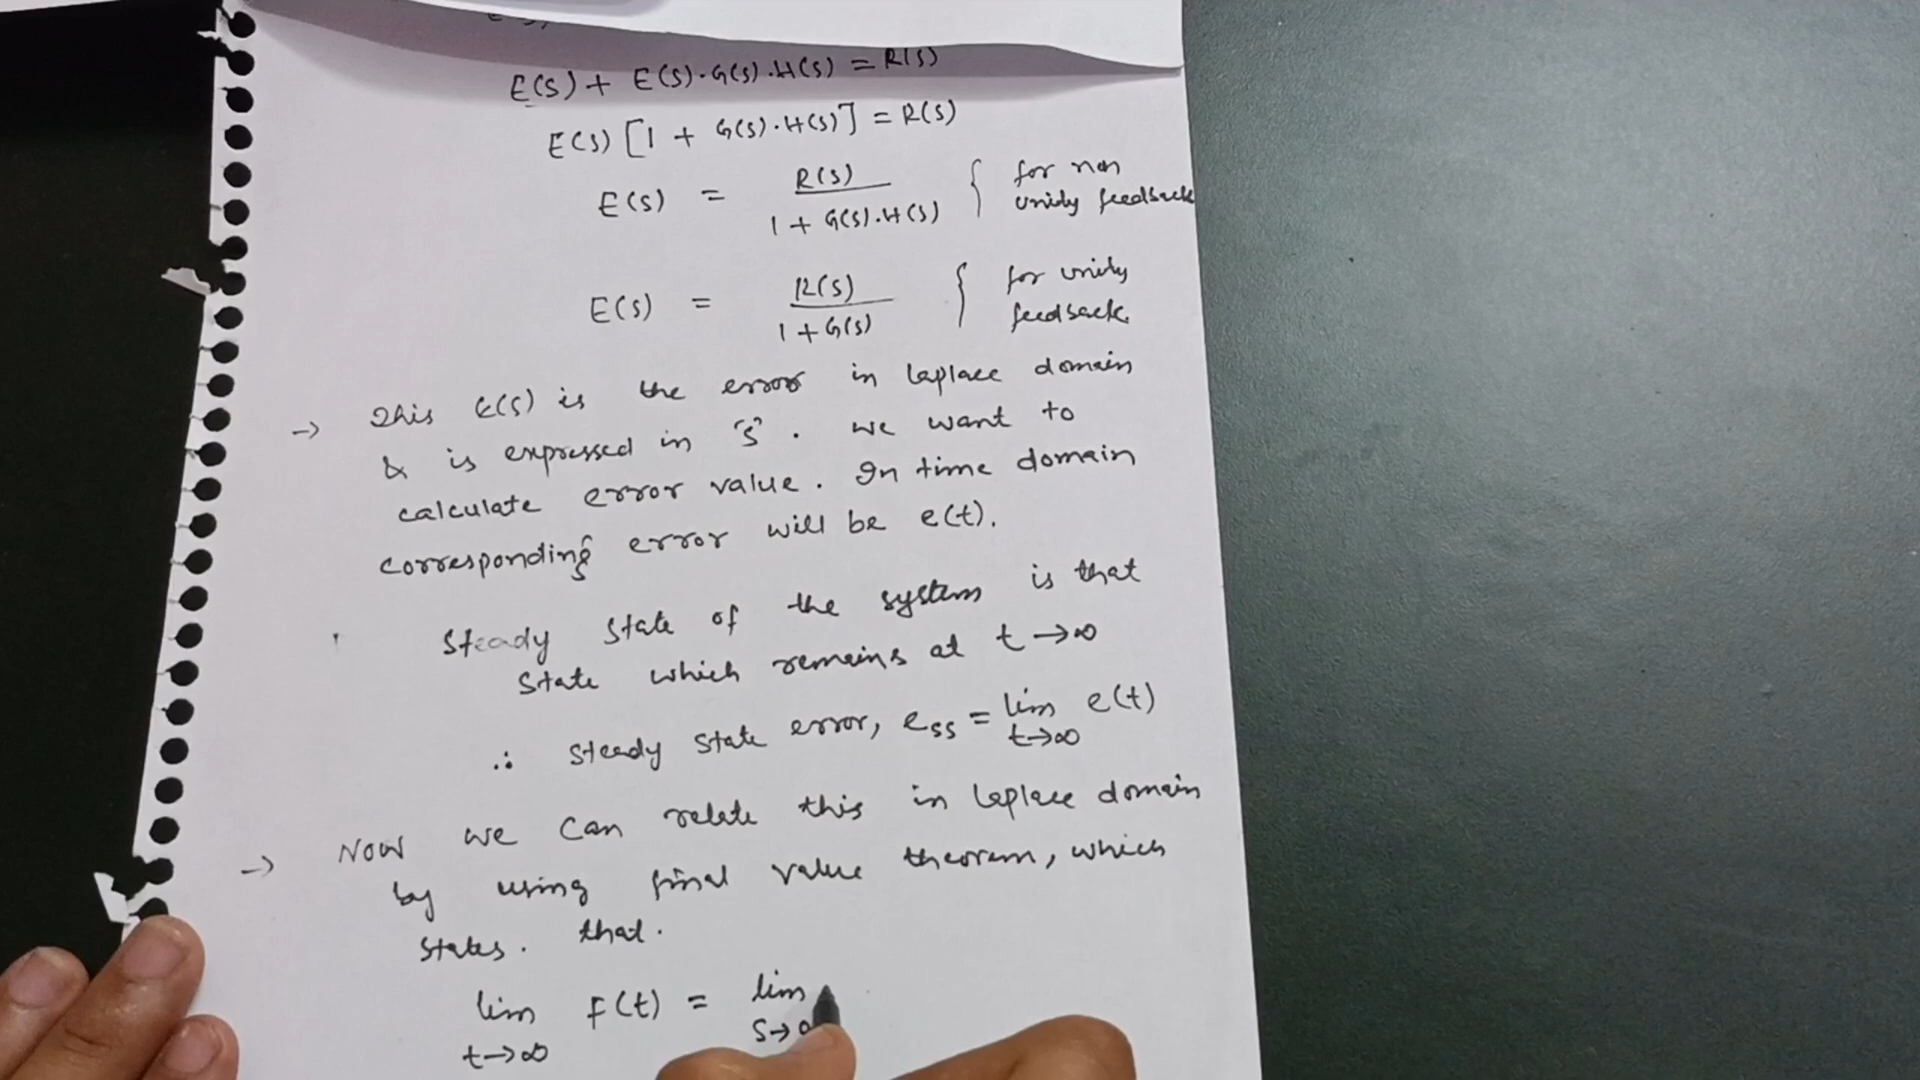 E(S) + E(S).G(S).H(S) = R(S)
E(S) [1 + G(S).H(S)] = R(S)
E(S) = R(S) / 1 + G(S).H(S) { for non unity feedback
E(S) = R(S) / 1 + G(S) { for unity feedback.
→ This E(S) is the error in laplace domain
& is expressed in 's'. we want to
calculate error value. In time domain
corresponding error will be e(t).
Steady state of the system is that
state which remains at t→∞
∴ steady state error, ess = lim t→∞ e(t)
→ Now we can relate this in laplace domain
by using final value theorem, which
states. that.
lim t→∞ F(t) = lim s→